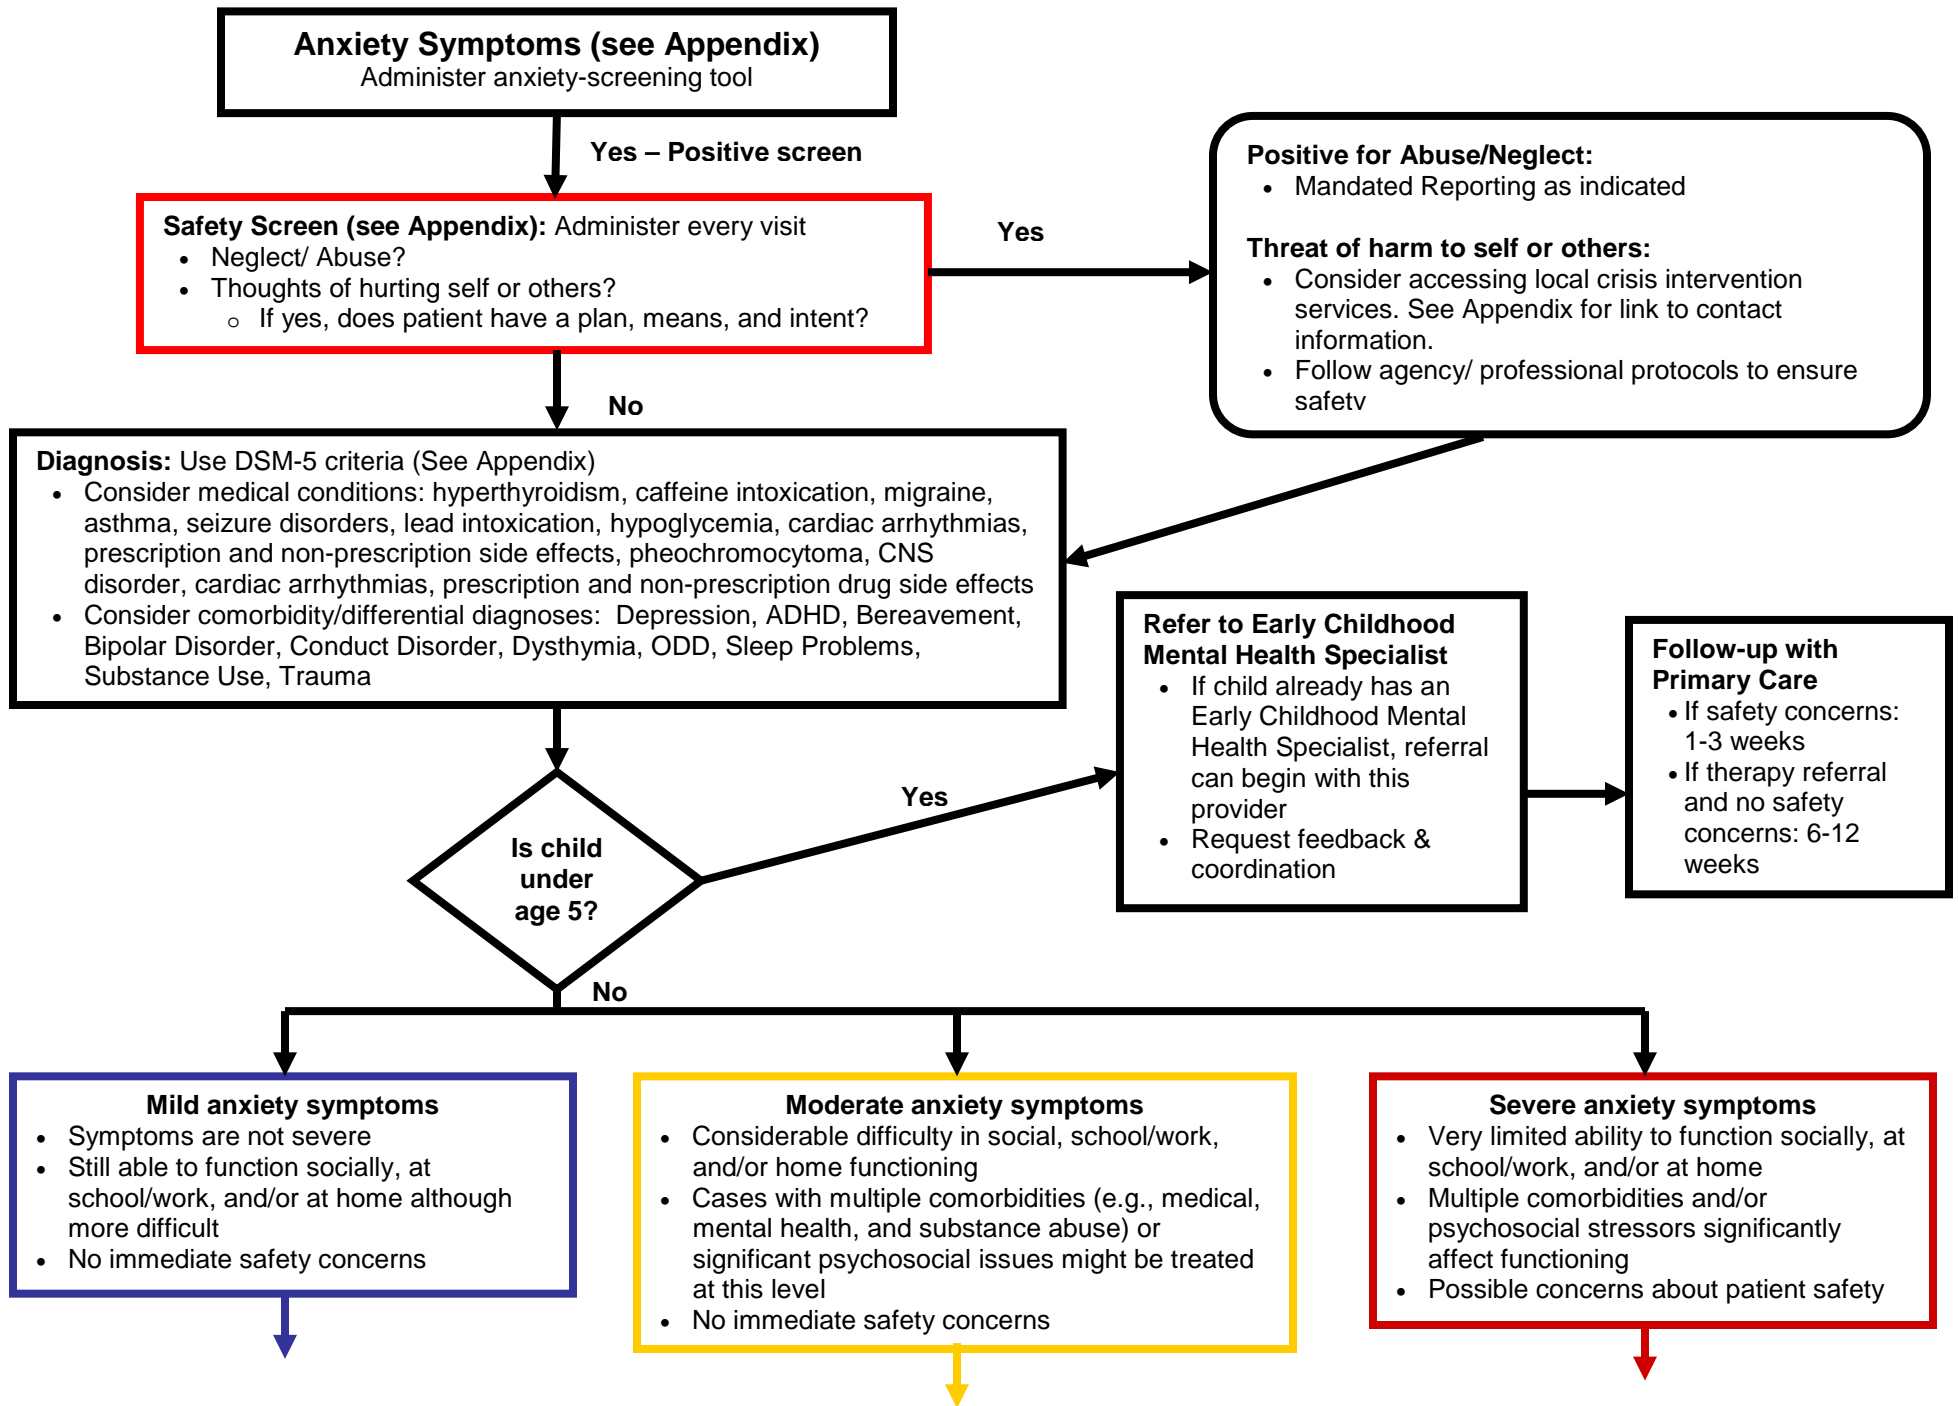 Anxiety Symptoms (see Appendix)
Administer anxiety-screening tool
Yes – Positive screen
Safety Screen (see Appendix): Administer every visit
• Neglect/ Abuse?
• Thoughts of hurting self or others?
o If yes, does patient have a plan, means, and intent?
Yes
Positive for Abuse/Neglect:
• Mandated Reporting as indicated
Threat of harm to self or others:
• Consider accessing local crisis intervention
services. See Appendix for link to contact
information.
• Follow agency/ professional protocols to ensure
safety
No
Diagnosis: Use DSM-5 criteria (See Appendix)
• Consider medical conditions: hyperthyroidism, caffeine intoxication, migraine,
asthma, seizure disorders, lead intoxication, hypoglycemia, cardiac arrhythmias,
prescription and non-prescription side effects, pheochromocytoma, CNS
disorder, cardiac arrhythmias, prescription and non-prescription drug side effects
• Consider comorbidity/differential diagnoses: Depression, ADHD, Bereavement,
Bipolar Disorder, Conduct Disorder, Dysthymia, ODD, Sleep Problems,
Substance Use, Trauma
Is child
under
age 5?
Yes
Refer to Early Childhood
Mental Health Specialist
• If child already has an
Early Childhood Mental
Health Specialist, referral
can begin with this
provider
• Request feedback &
coordination
Follow-up with
Primary Care
• If safety concerns:
1-3 weeks
• If therapy referral
and no safety
concerns: 6-12
weeks
No
Mild anxiety symptoms
• Symptoms are not severe
• Still able to function socially, at
school/work, and/or at home although
more difficult
• No immediate safety concerns
Moderate anxiety symptoms
• Considerable difficulty in social, school/work,
and/or home functioning
• Cases with multiple comorbidities (e.g., medical,
mental health, and substance abuse) or
significant psychosocial issues might be treated
at this level
• No immediate safety concerns
Severe anxiety symptoms
• Very limited ability to function socially, at
school/work, and/or at home
• Multiple comorbidities and/or
psychosocial stressors significantly
affect functioning
• Possible concerns about patient safety